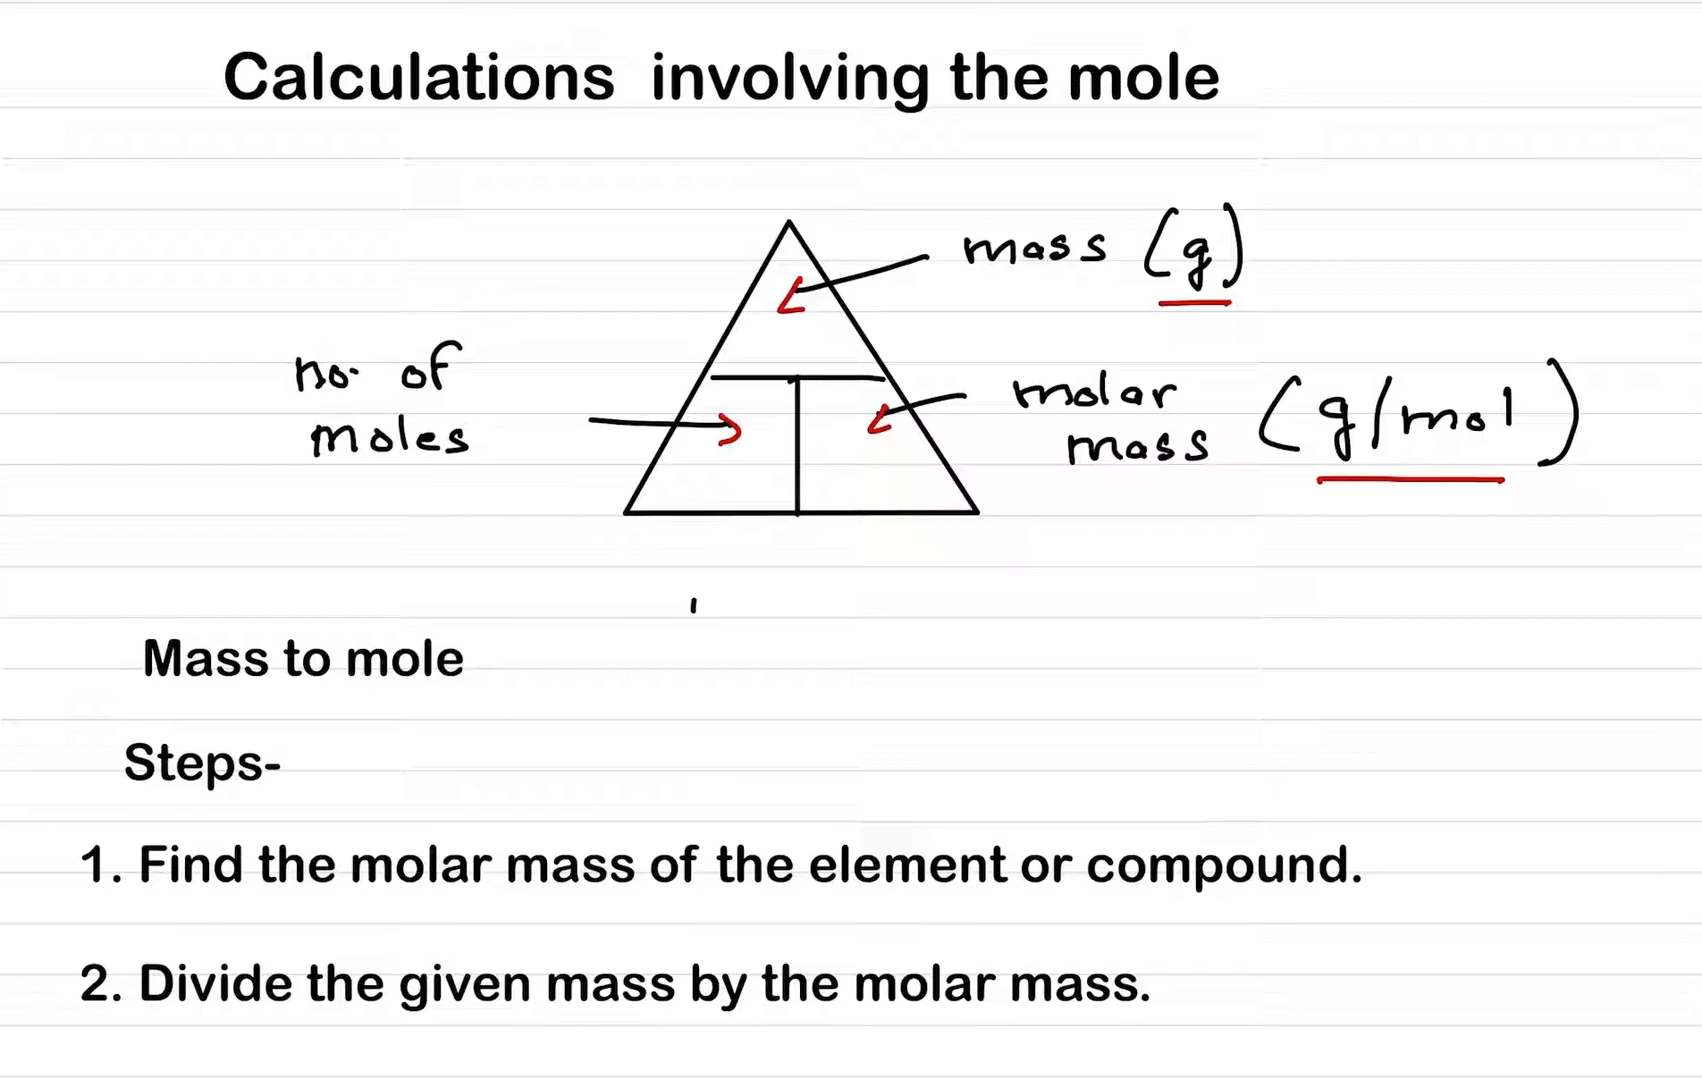 Calculations involving the mole
mass (g)
no. of
moles
molar
mass (g/mol)
Mass to mole
Steps-
1. Find the molar mass of the element or compound.
2. Divide the given mass by the molar mass.